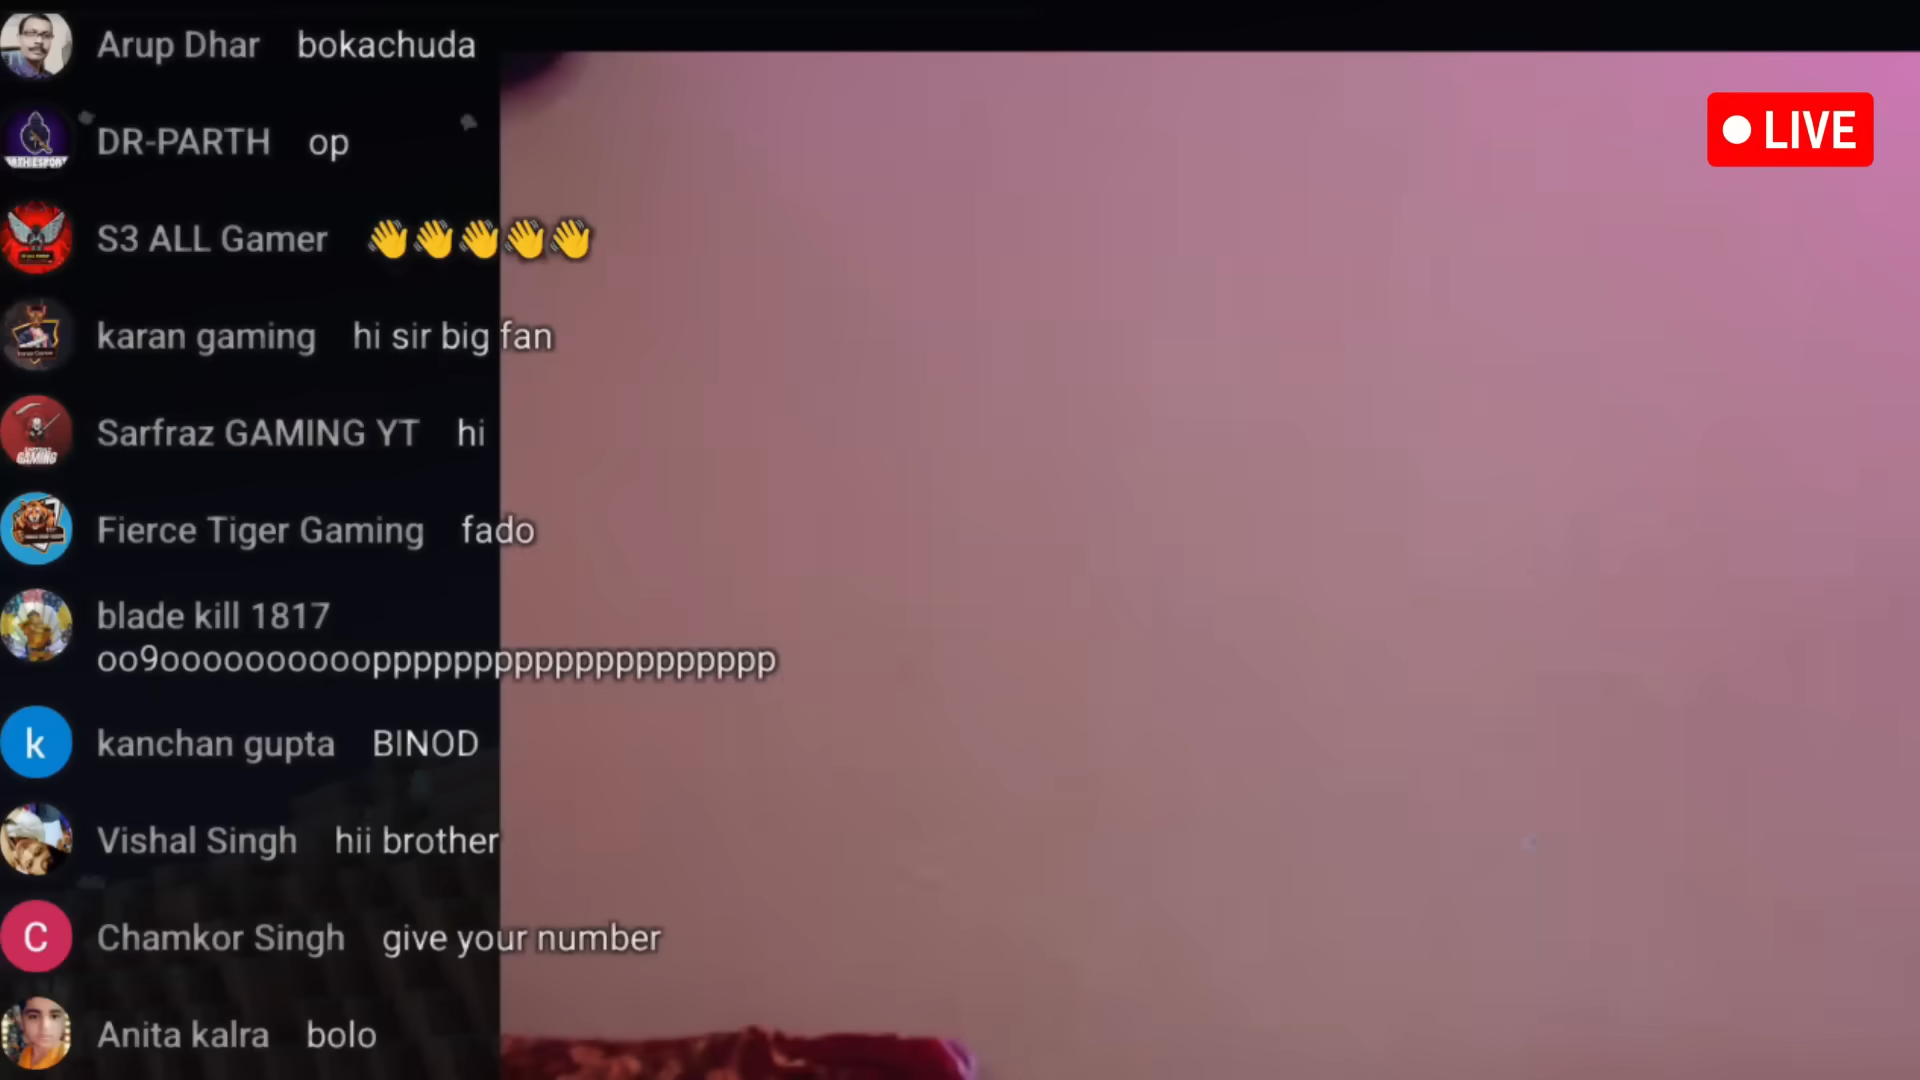 Arup Dhar bokachuda
DR-PARTH op
S3 ALL Gamer 👋👋👋👋👋
karan gaming hi sir big fan
Sarfraz GAMING YT hi
GAMING
Fierce Tiger Gaming fado
blade kill 1817
oo9oooooooooopppppppppppppppppppp
k kanchan gupta BINOD
Vishal Singh hii brother
C Chamkor Singh give your number
Anita kalra bolo
LIVE